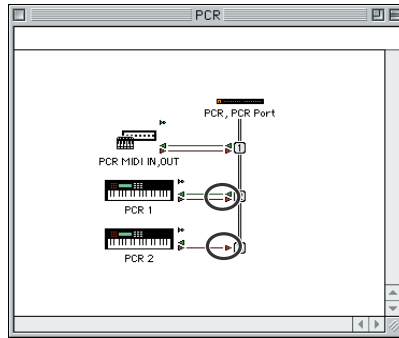 PCR
PCR, PCR Port
1
PCR MIDI IN,OUT
PCR 1
PCR 2